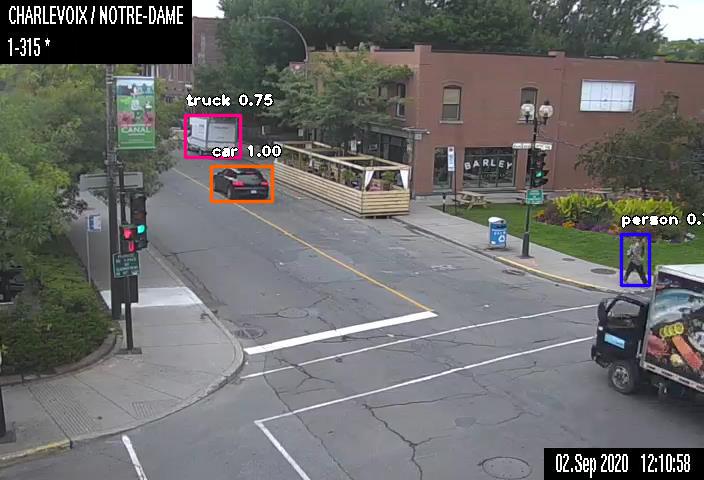 CHARLEVOIX / NOTRE-DAME
1-315 *
truck 0.75
car 1.00
CANAL
BARLEY
person 0.7
02.Sep 2020 12:10:58